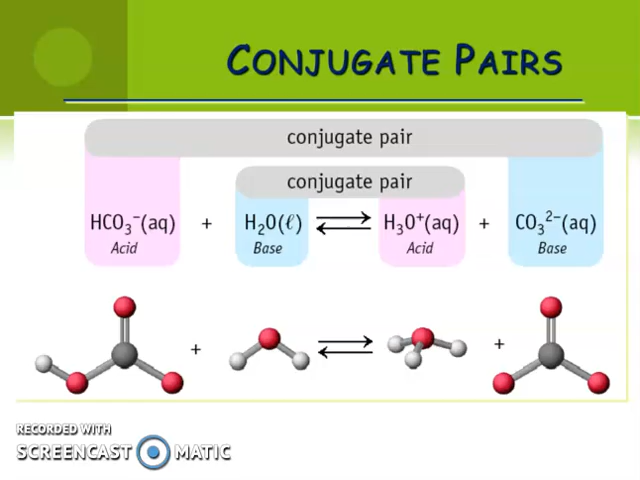 CONJUGATE PAIRS
conjugate pair
conjugate pair
HCO₃⁻(aq) + H₂O(ℓ) ⇌ H₃O⁺(aq) + CO₃²⁻(aq)
Acid Base Acid Base
+ ⇌ +
RECORDED WITH
SCREENCAST MATIC